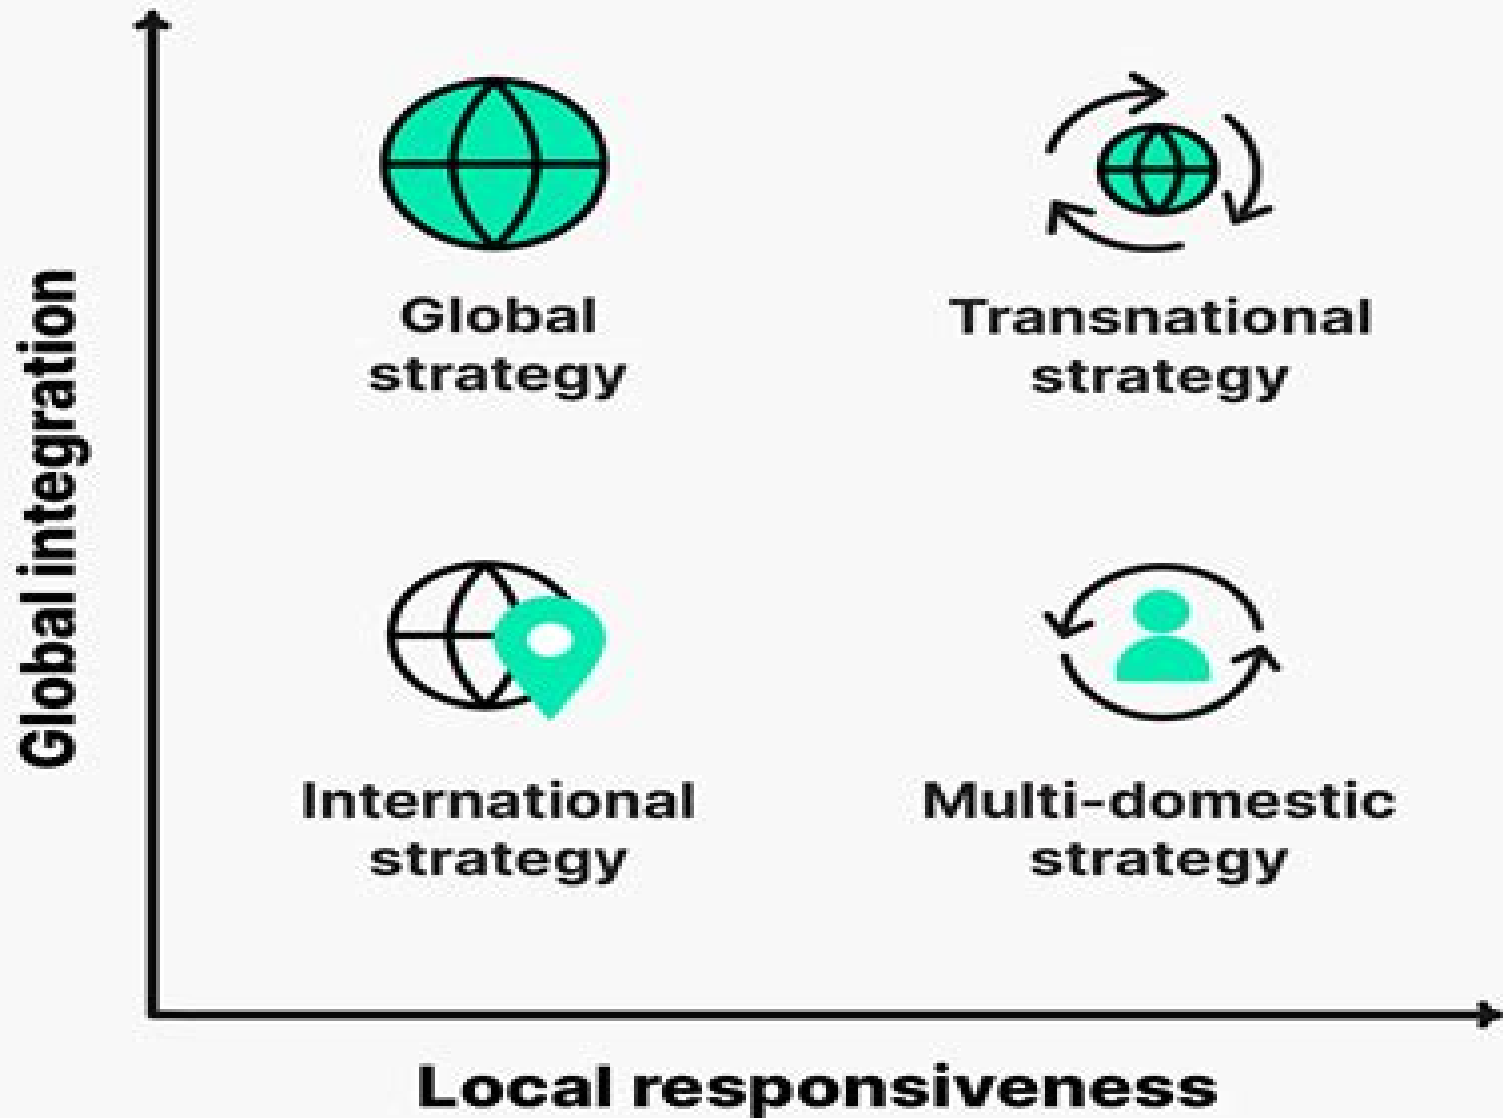 Global integration
Global
strategy
Transnational
strategy
International
strategy
Multi-domestic
strategy
Local responsiveness